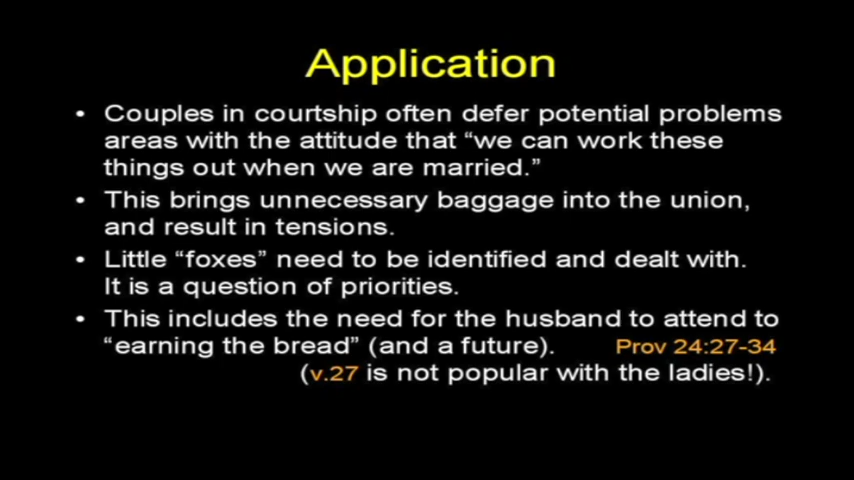 Application
• Couples in courtship often defer potential problems
areas with the attitude that “we can work these
things out when we are married.”
• This brings unnecessary baggage into the union,
and result in tensions.
• Little “foxes” need to be identified and dealt with.
It is a question of priorities.
• This includes the need for the husband to attend to
“earning the bread” (and a future). Prov 24:27-34
(v.27 is not popular with the ladies!).